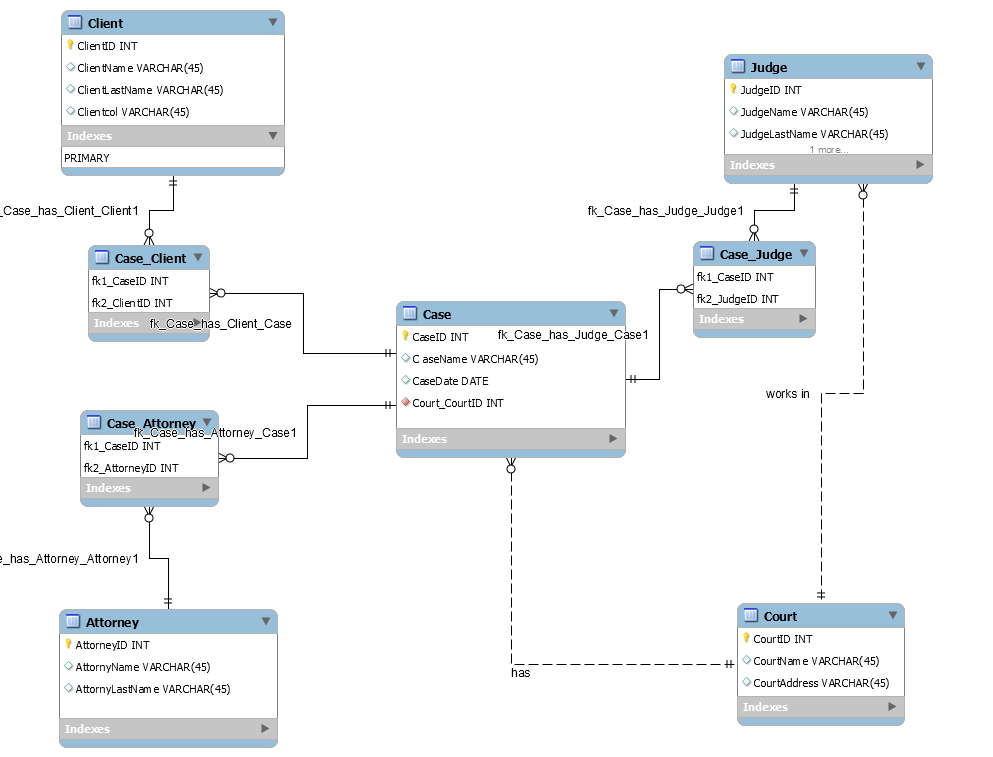 Client
ClientID INT
ClientName VARCHAR(45)
ClientLastName VARCHAR(45)
Clientcol VARCHAR(45)
Indexes
PRIMARY
_Case_has_Client_Client1
Case_Client
fk1_CaseID INT
fk2_ClientID INT
Indexes
fk_Case_has_Client_Case
Judge
JudgeID INT
JudgeName VARCHAR(45)
JudgeLastName VARCHAR(45)
1 more...
Indexes
fk_Case_has_Judge_Judge1
Case_Judge
fk1_CaseID INT
fk2_JudgeID INT
Indexes
Case
CaseID INT
fk_Case_has_Judge_Case1
CaseName VARCHAR(45)
CaseDate DATE
Court_CourtID INT
Indexes
works in
Case_Attorney
fk_Case_has_Attorney_Case1
fk1_CaseID INT
fk2_AttorneyID INT
Indexes
e_has_Attorney_Attorney1
Attorney
AttorneyID INT
AttornyName VARCHAR(45)
AttornyLastName VARCHAR(45)
Indexes
has
Court
CourtID INT
CourtName VARCHAR(45)
CourtAddress VARCHAR(45)
Indexes